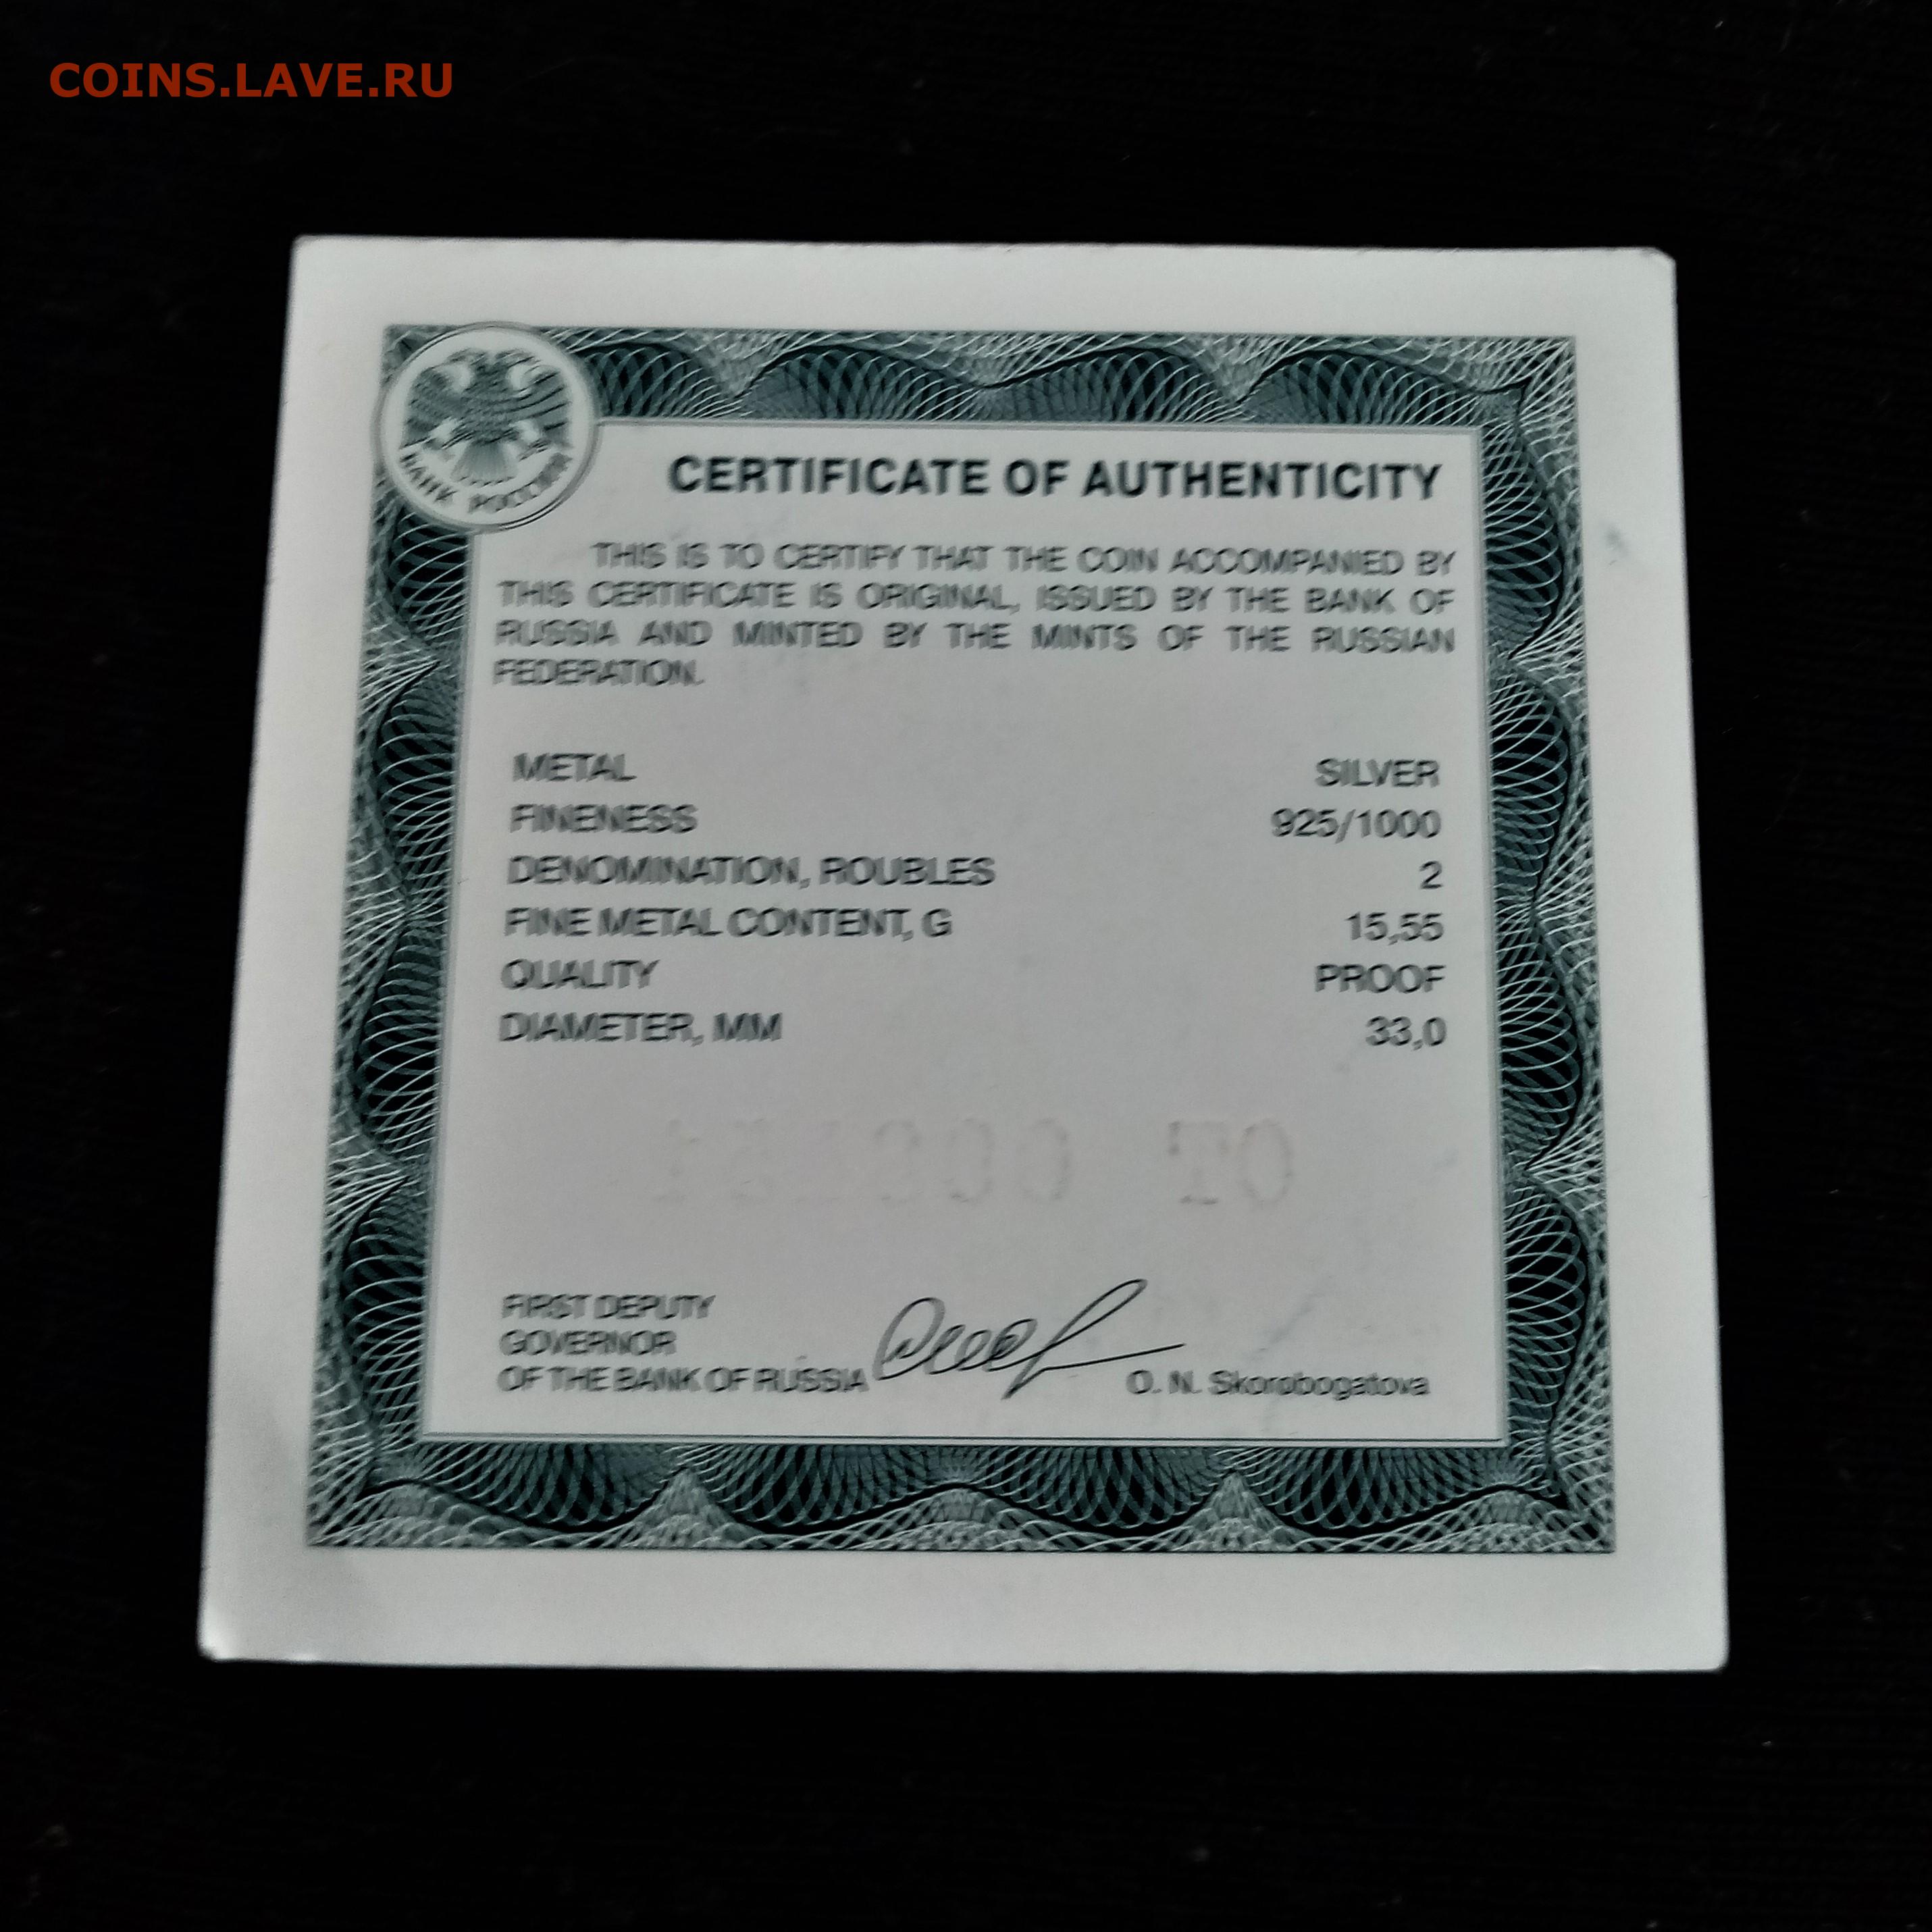 COINS.LAVE.RU
БАНК РОССИИ
CERTIFICATE OF AUTHENTICITY
THIS IS TO CERTIFY THAT THE COIN ACCOMPANIED BY
THIS CERTIFICATE IS ORIGINAL, ISSUED BY THE BANK OF
RUSSIA AND MINTED BY THE MINTS OF THE RUSSIAN
FEDERATION.
METAL SILVER
FINENESS 925/1000
DENOMINATION, ROUBLES 2
FINE METAL CONTENT, G 15,55
QUALITY PROOF
DIAMETER, MM 33,0
FIRST DEPUTY
GOVERNOR
OF THE BANK OF RUSSIA O. N. Skorobogatova